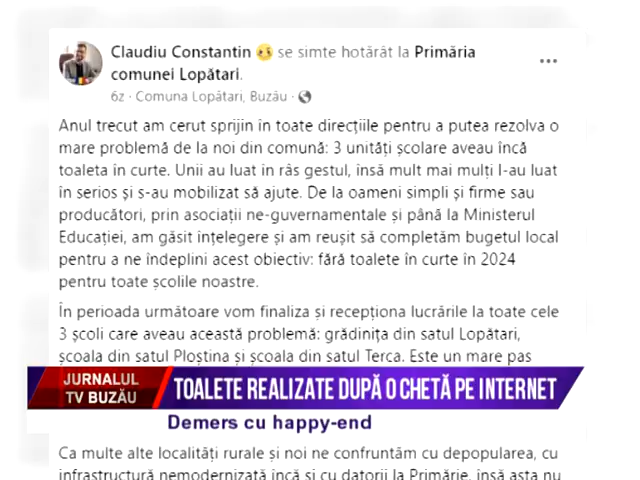 Claudiu Constantin se simte hotărât la Primăria
comunei Lopătari.
6z · Comuna Lopătari, Buzău ·
Anul trecut am cerut sprijin în toate direcțiile pentru a putea rezolva o
mare problemă de la noi din comună: 3 unități școlare aveau încă
toaleta în curte. Unii au luat în râs gestul, însă mult mai mulți l-au luat
în serios și s-au mobilizat să ajute. De la oameni simpli și firme sau
producători, prin asociații ne-guvernamentale și până la Ministerul
Educației, am găsit înțelegere și am reușit să completăm bugetul local
pentru a ne îndeplini acest obiectiv: fără toalete în curte în 2024
pentru toate școlile noastre.
În perioada următoare vom finaliza și recepționa lucrările la toate cele
3 școli care aveau această problemă: grădinița din satul Lopătari,
școala din satul Ploștina și școala din satul Terca. Este un mare pas
JURNALUL
TV BUZĂU
TOALETE REALIZATE DUPĂ O CHETĂ PE INTERNET
Demers cu happy-end
Ca multe alte localități rurale și noi ne confruntăm cu depopularea, cu
infrastructură nemodernizată încă și cu datorii la Primărie, însă asta nu